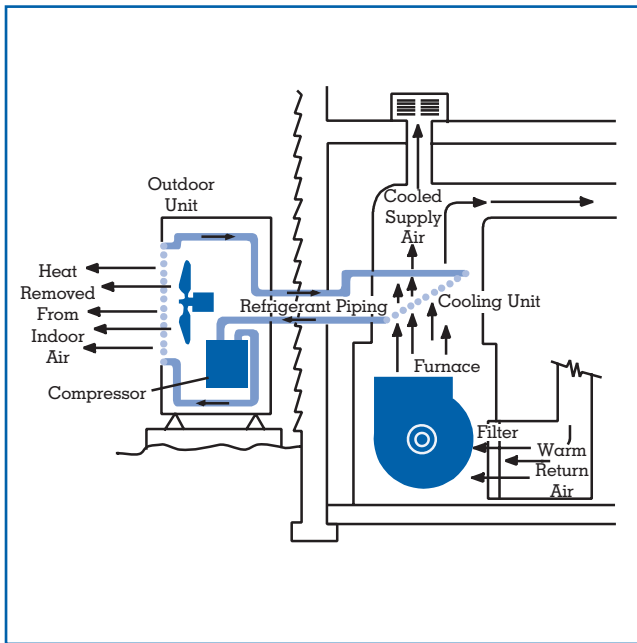 Outdoor
Unit
Heat
Removed
From
Indoor
Air
Compressor
Refrigerant Piping
Cooled
Supply
Air
Cooling Unit
Furnace
Filter
Warm
Return
Air